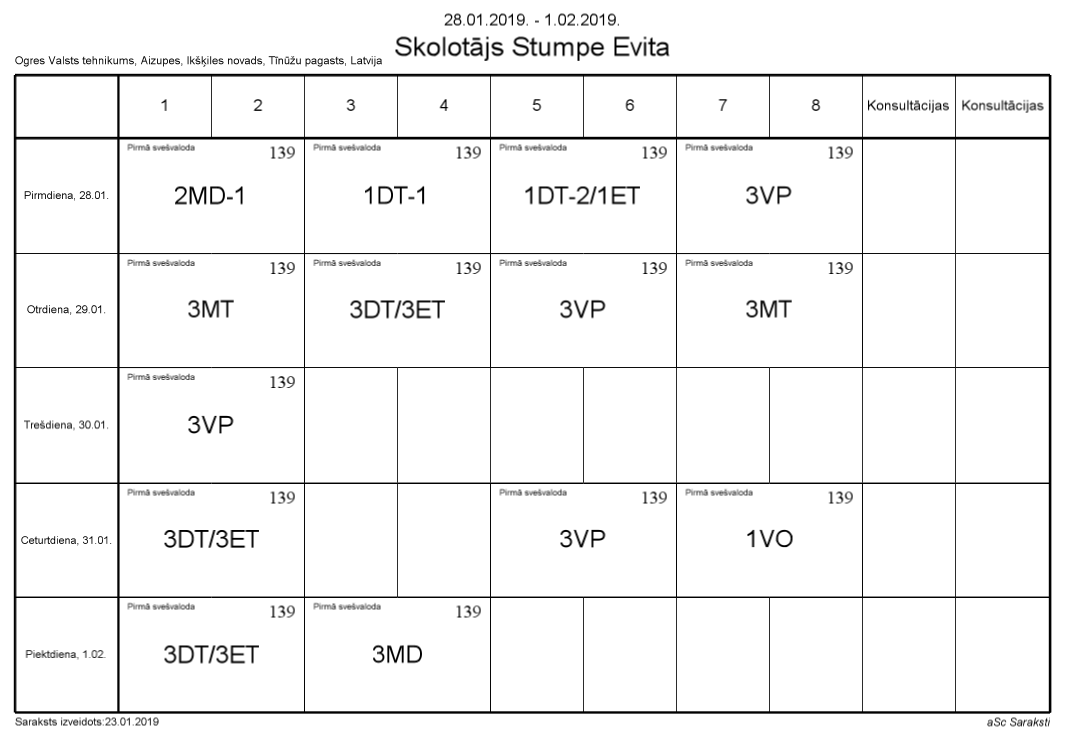 28.01.2019. - 1.02.2019.
Skolotājs Stumpe Evita
Ogres Valsts tehnikums, Aizupes, Ikšķiles novads, Tīnūžu pagasts, Latvija
1 2 3 4 5 6 7 8 Konsultācijas Konsultācijas
Pirmā svešvaloda 139 Pirmā svešvaloda 139 Pirmā svešvaloda 139 Pirmā svešvaloda 139
Pirmdiena, 28.01. 2MD-1 1DT-1 1DT-2/1ET 3VP
Pirmā svešvaloda 139 Pirmā svešvaloda 139 Pirmā svešvaloda 139 Pirmā svešvaloda 139
Otrdiena, 29.01. 3MT 3DT/3ET 3VP 3MT
Pirmā svešvaloda 139
Trešdiena, 30.01. 3VP
Pirmā svešvaloda 139 Pirmā svešvaloda 139 Pirmā svešvaloda 139
Ceturtdiena, 31.01. 3DT/3ET 3VP 1VO
Pirmā svešvaloda 139 Pirmā svešvaloda 139
Piektdiena, 1.02. 3DT/3ET 3MD
Saraksts izveidots:23.01.2019 aSc Saraksti